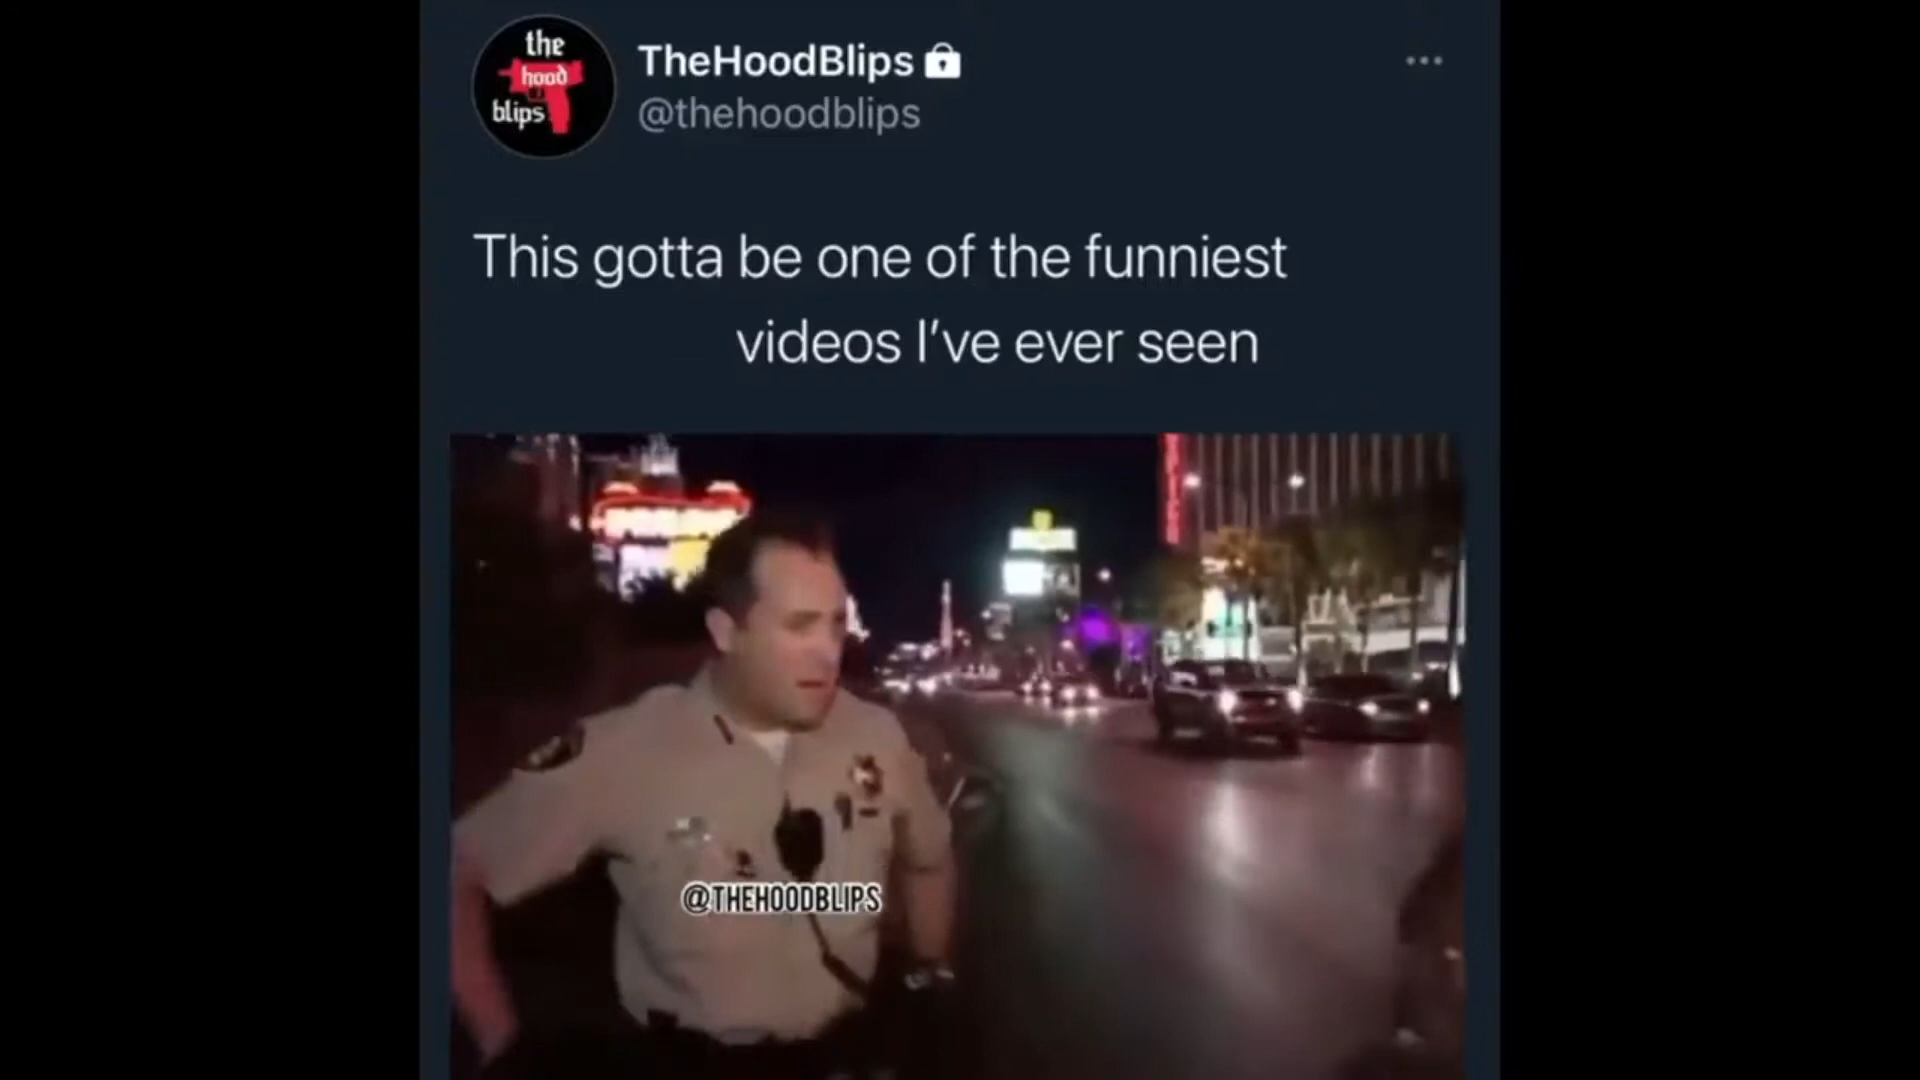 the
hood
blips
TheHoodBlips
@thehoodblips
This gotta be one of the funniest
videos I've ever seen
@THEHOODBLIPS